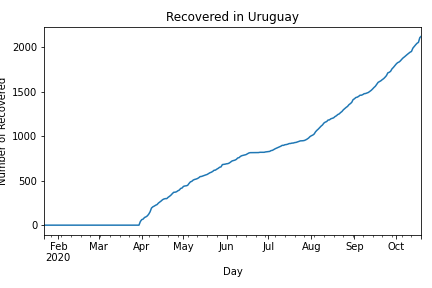 Recovered in Uruguay
Number of Recovered
2000
1500
1000
500
0
Feb Mar Apr May Jun Jul Aug Sep Oct
2020
Day